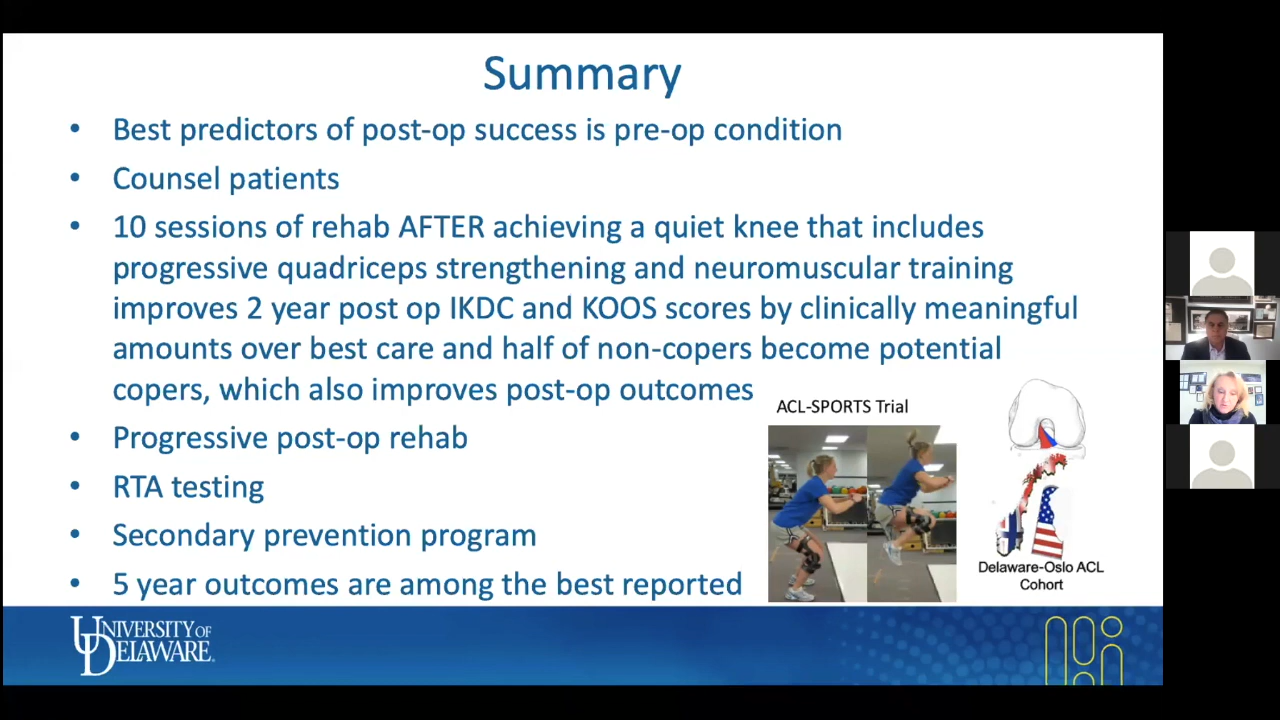 Summary
• Best predictors of post-op success is pre-op condition
• Counsel patients
• 10 sessions of rehab AFTER achieving a quiet knee that includes
progressive quadriceps strengthening and neuromuscular training
improves 2 year post op IKDC and KOOS scores by clinically meaningful
amounts over best care and half of non-copers become potential
copers, which also improves post-op outcomes
• Progressive post-op rehab
• RTA testing
• Secondary prevention program
• 5 year outcomes are among the best reported
ACL-SPORTS Trial
Delaware-Oslo ACL
Cohort
UNIVERSITY OF
DELAWARE.